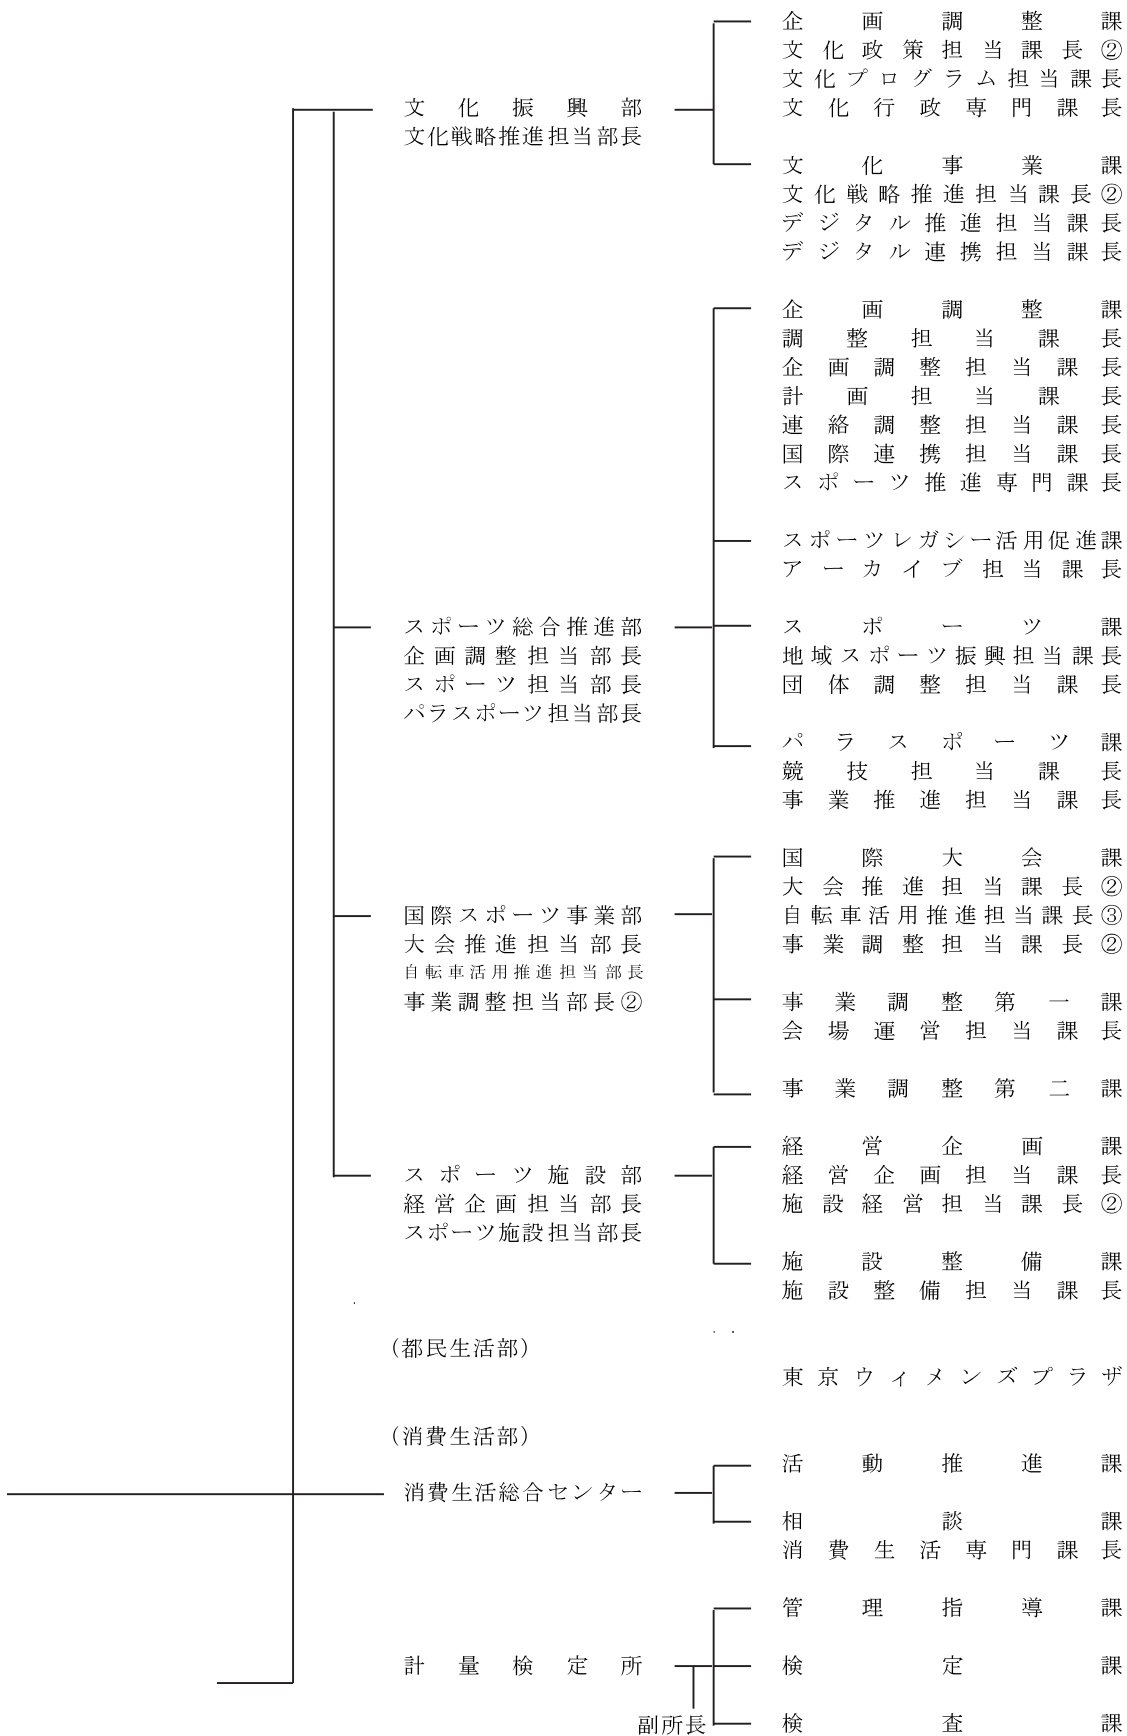 文化振興部
文化戦略推進担当部長
企画調整課
文化政策担当課長②
文化プログラム担当課長
文化行政専門課長
文化事業課
文化戦略推進担当課長②
デジタル推進担当課長
デジタル連携担当課長
スポーツ総合推進部
企画調整担当部長
スポーツ担当部長
パラスポーツ担当部長
企画調整課
調整担当課長
企画調整担当課長
計画担当課長
連絡調整担当課長
国際連携担当課長
スポーツ推進専門課長
スポーツレガシー活用促進課
アーカイブ担当課長
スポーツ課
地域スポーツ振興担当課長
団体調整担当課長
パラスポーツ課
競技担当課長
事業推進担当課長
国際スポーツ事業部
大会推進担当部長
自転車活用推進担当部長
事業調整担当部長②
国際大会課
大会推進担当課長②
自転車活用推進担当課長③
事業調整担当課長②
事業調整第一課
会場運営担当課長
事業調整第二課
スポーツ施設部
経営企画担当部長
スポーツ施設担当部長
経営企画課
経営企画担当課長
施設経営担当課長②
施設整備課
施設整備担当課長
(都民生活部)
東京ウィメンズプラザ
(消費生活部)
消費生活総合センター
活動推進課
相談課
消費生活専門課長
計量検定所
副所長
管理指導課
検定課
検査課